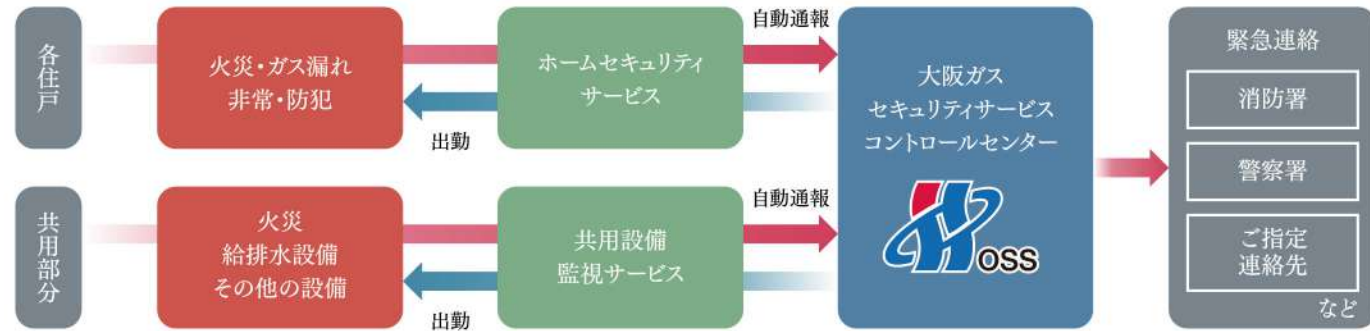 各住戸
火災・ガス漏れ
非常・防犯
ホームセキュリティ
サービス
自動通報
出勤
大阪ガス
セキュリティサービス
コントロールセンター
OSS
緊急連絡
消防署
警察署
ご指定
連絡先
など
共用部分
火災
給排水設備
その他の設備
共用設備
監視サービス
自動通報
出勤